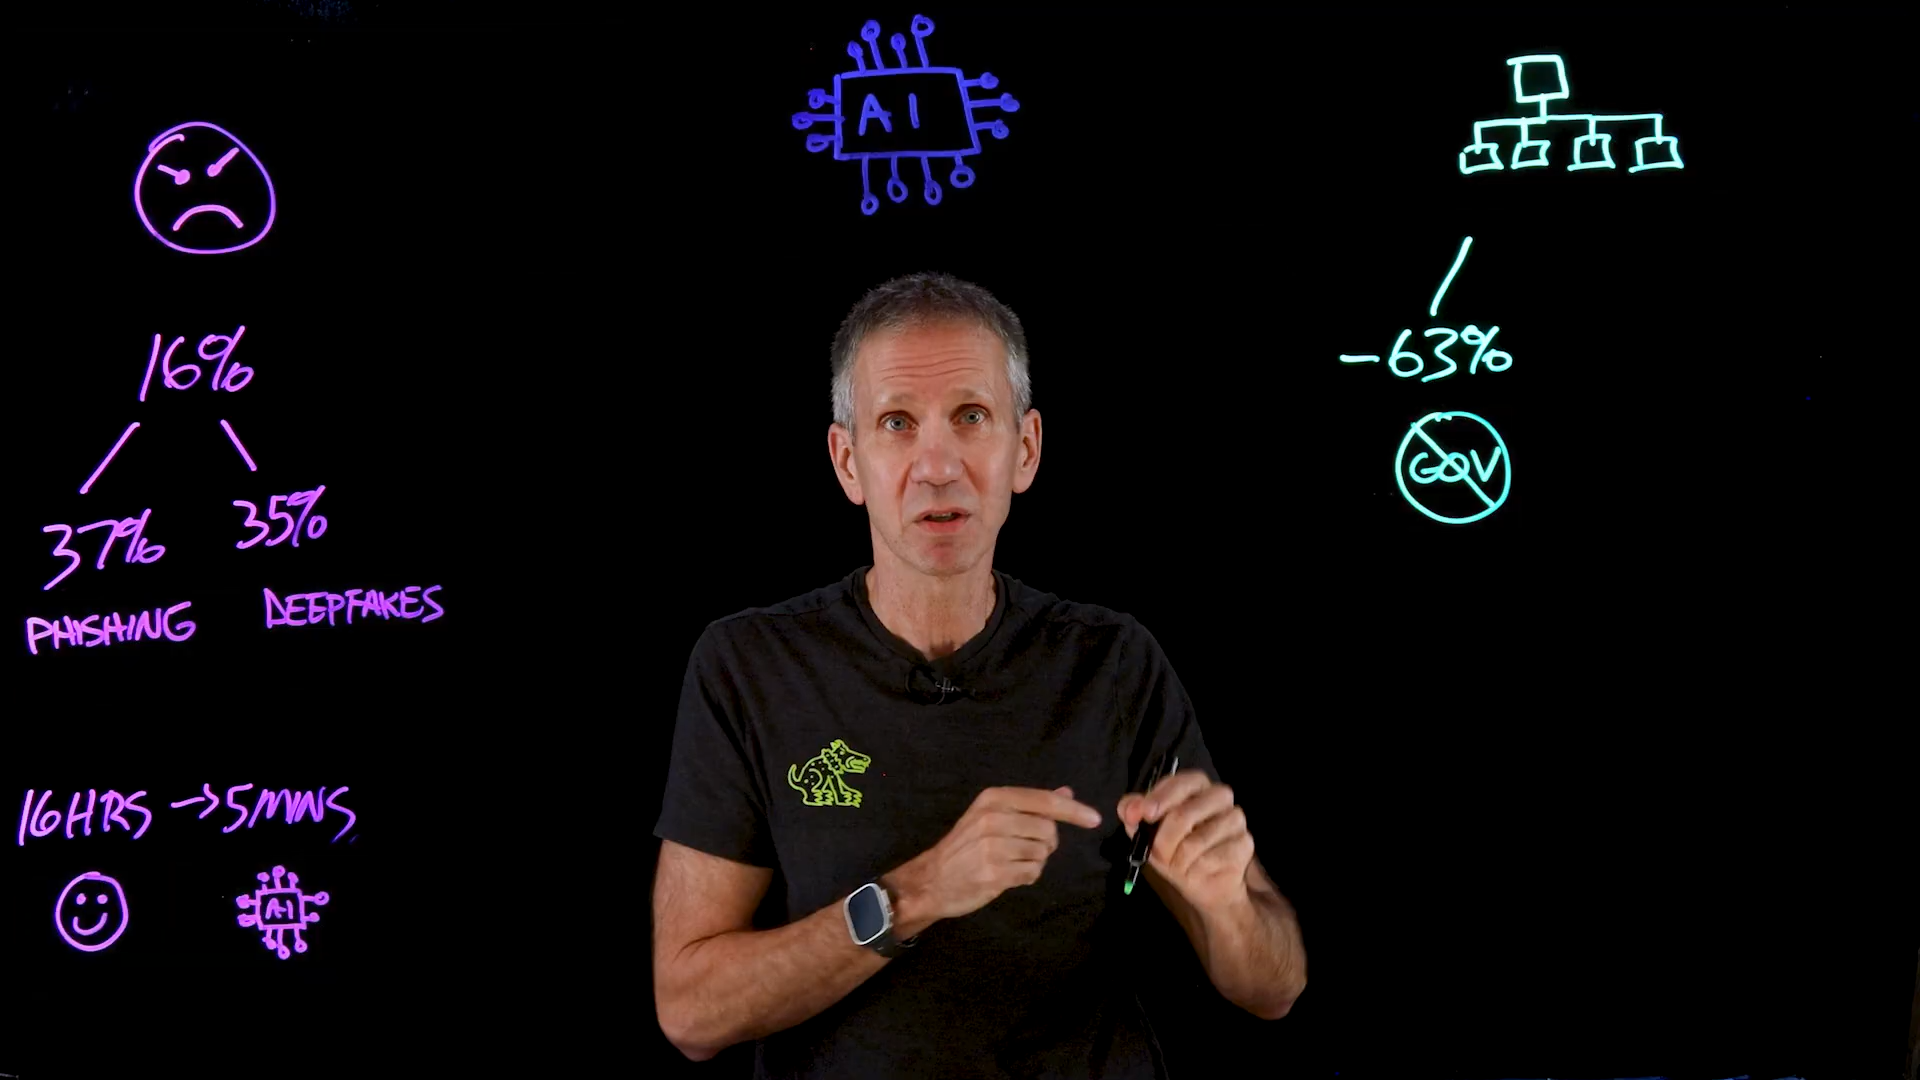 AI
16%
37%
35%
PHISHING
DEEPFAKES
16HRS → 5MINS
AI
-63%
GOV